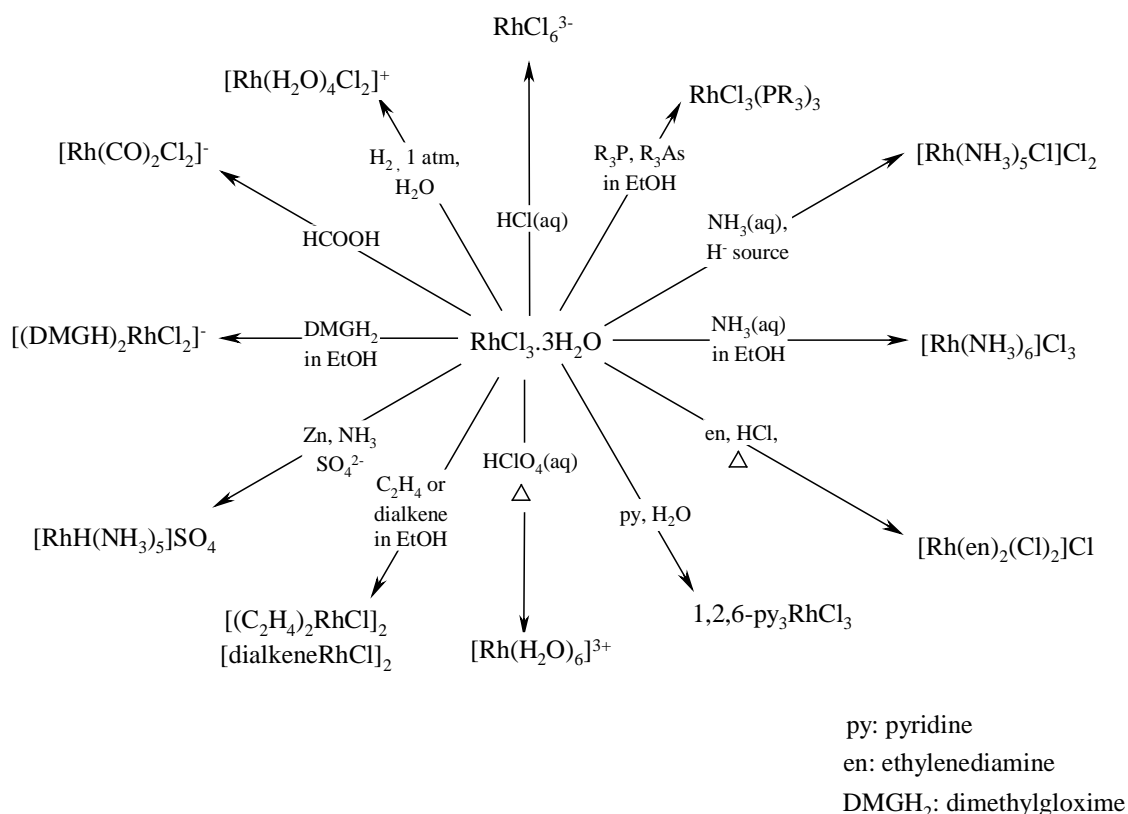 RhCl₆³⁻
[Rh(H₂O)₄Cl₂]⁺
RhCl₃(PR₃)₃
[Rh(CO)₂Cl₂]⁻
H₂, 1 atm,
H₂O
R₃P, R₃As
in EtOH
[Rh(NH₃)₅Cl]Cl₂
HCl(aq)
NH₃(aq),
H⁻ source
HCOOH
[(DMGH)₂RhCl₂]⁻
DMGH₂
in EtOH
RhCl₃.3H₂O
NH₃(aq)
in EtOH
[Rh(NH₃)₆]Cl₃
Zn, NH₃
SO₄²⁻
C₂H₄ or
dialkene
in EtOH
HClO₄(aq)
△
py, H₂O
en, HCl,
△
[RhH(NH₃)₅]SO₄
[Rh(en)₂(Cl)₂]Cl
[(C₂H₄)₂RhCl]₂
[dialkeneRhCl]₂
[Rh(H₂O)₆]³⁺
1,2,6-py₃RhCl₃
py: pyridine
en: ethylenediamine
DMGH₂: dimethylgloxime